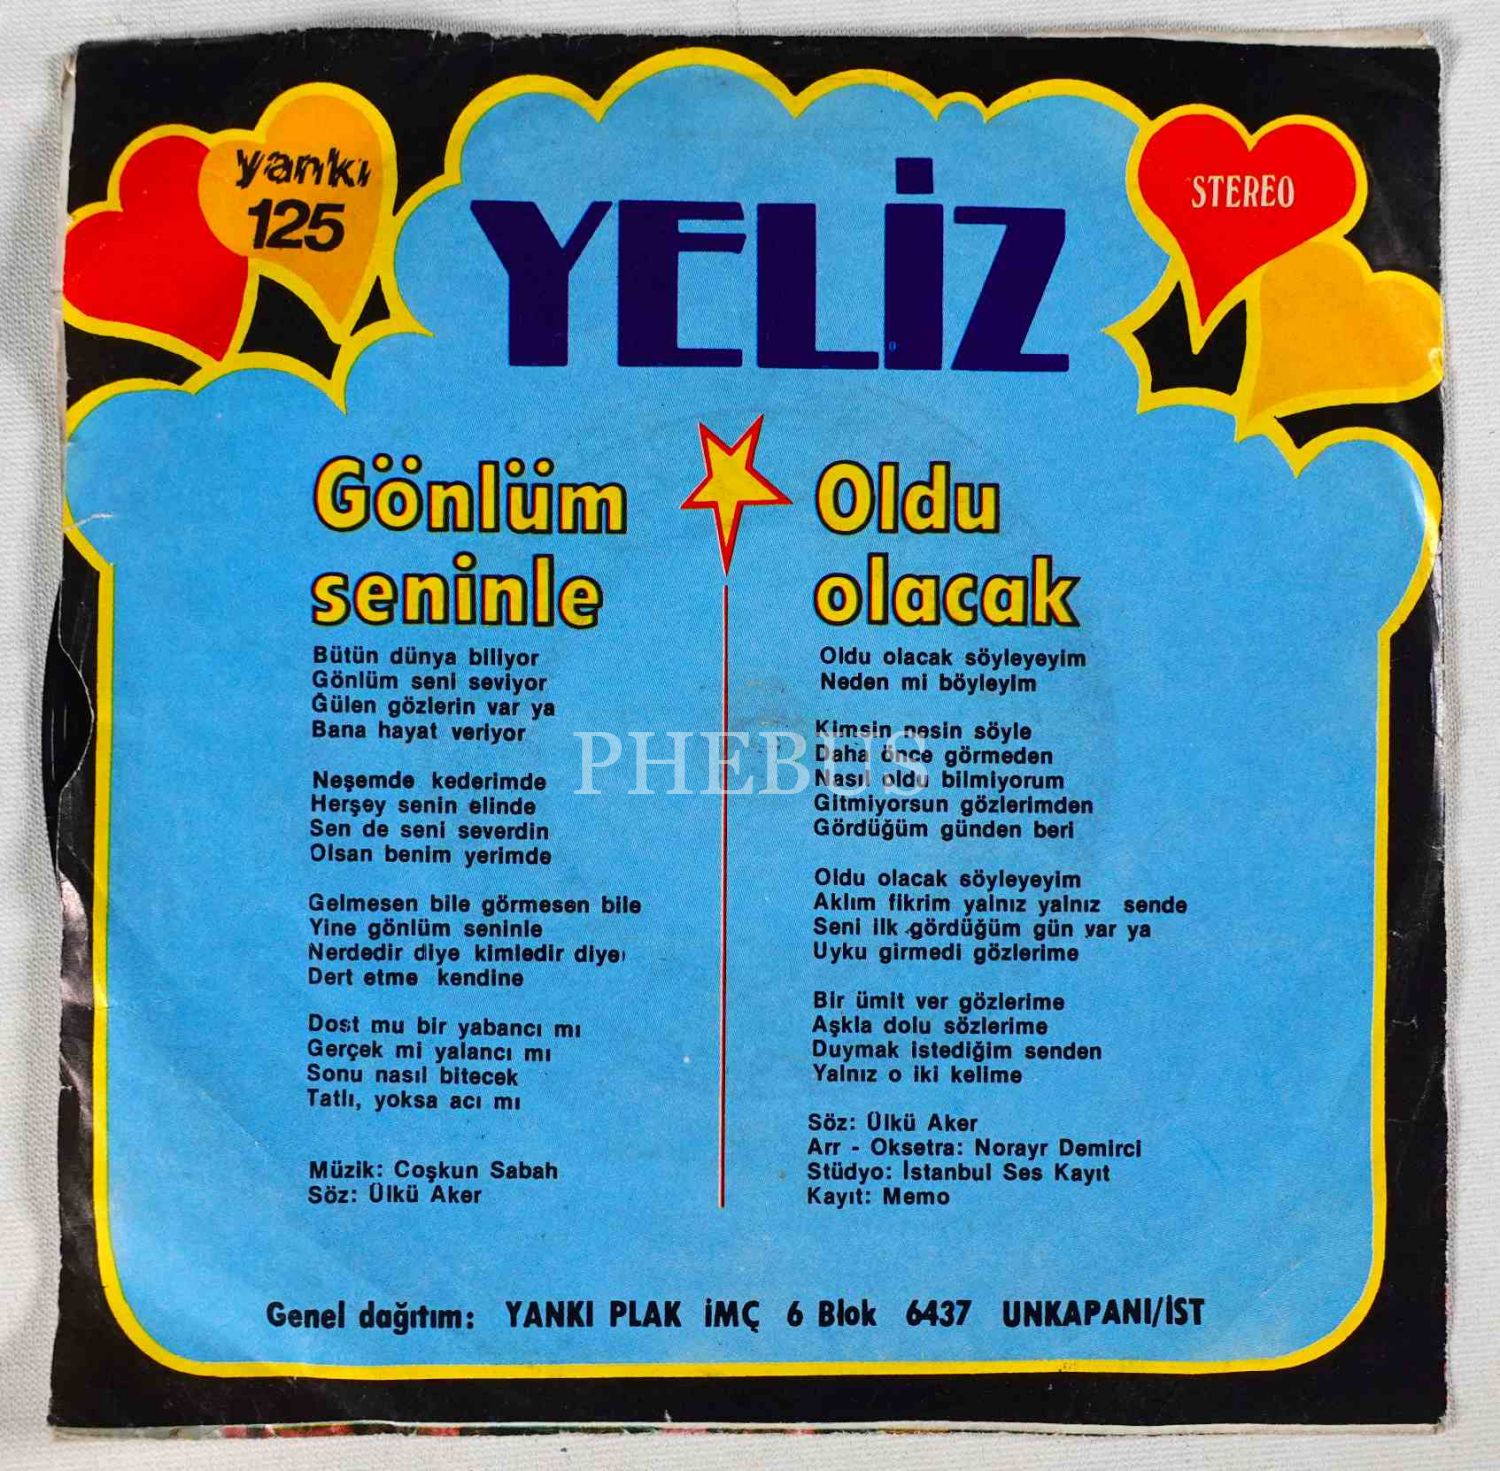 yankı
125
YELİZ
STEREO
Gönlüm
seninle
Bütün dünya biliyor
Gönlüm seni seviyor
Gülen gözlerin var ya
Bana hayat veriyor
Neşemde kederimde
Herşey senin elinde
Sen de seni severdin
Olsan benim yerimde
Gelmesen bile görmesen bile
Yine gönlüm seninle
Nerdedir diye kimledir diye
Dert etme kendine
Dost mu bir yabancı mı
Gerçek mi yalancı mı
Sonu nasıl bitecek
Tatlı, yoksa acı mı
Müzik: Coşkun Sabah
Söz: Ülkü Aker
Oldu
olacak
Oldu olacak söyleyeyim
Neden mi böyleyim
Kimsin nesin söyle
Daha önce görmeden
Nasıl oldu bilmiyorum
Gitmiyorsun gözlerimden
Gördüğüm günden beri
Oldu olacak söyleyeyim
Aklım fikrim yalnız yalnız sende
Seni ilk gördüğüm gün var ya
Uyku girmedi gözlerime
Bir ümit ver gözlerime
Aşkla dolu sözlerime
Duymak istediğim senden
Yalnız o iki kelime
Söz: Ülkü Aker
Arr - Oksetra: Norayr Demirci
Stüdyo: İstanbul Ses Kayıt
Kayıt: Memo
PHEBUS
Genel dağıtım: YANKI PLAK İMÇ 6 Blok 6437 UNKAPANI/İST